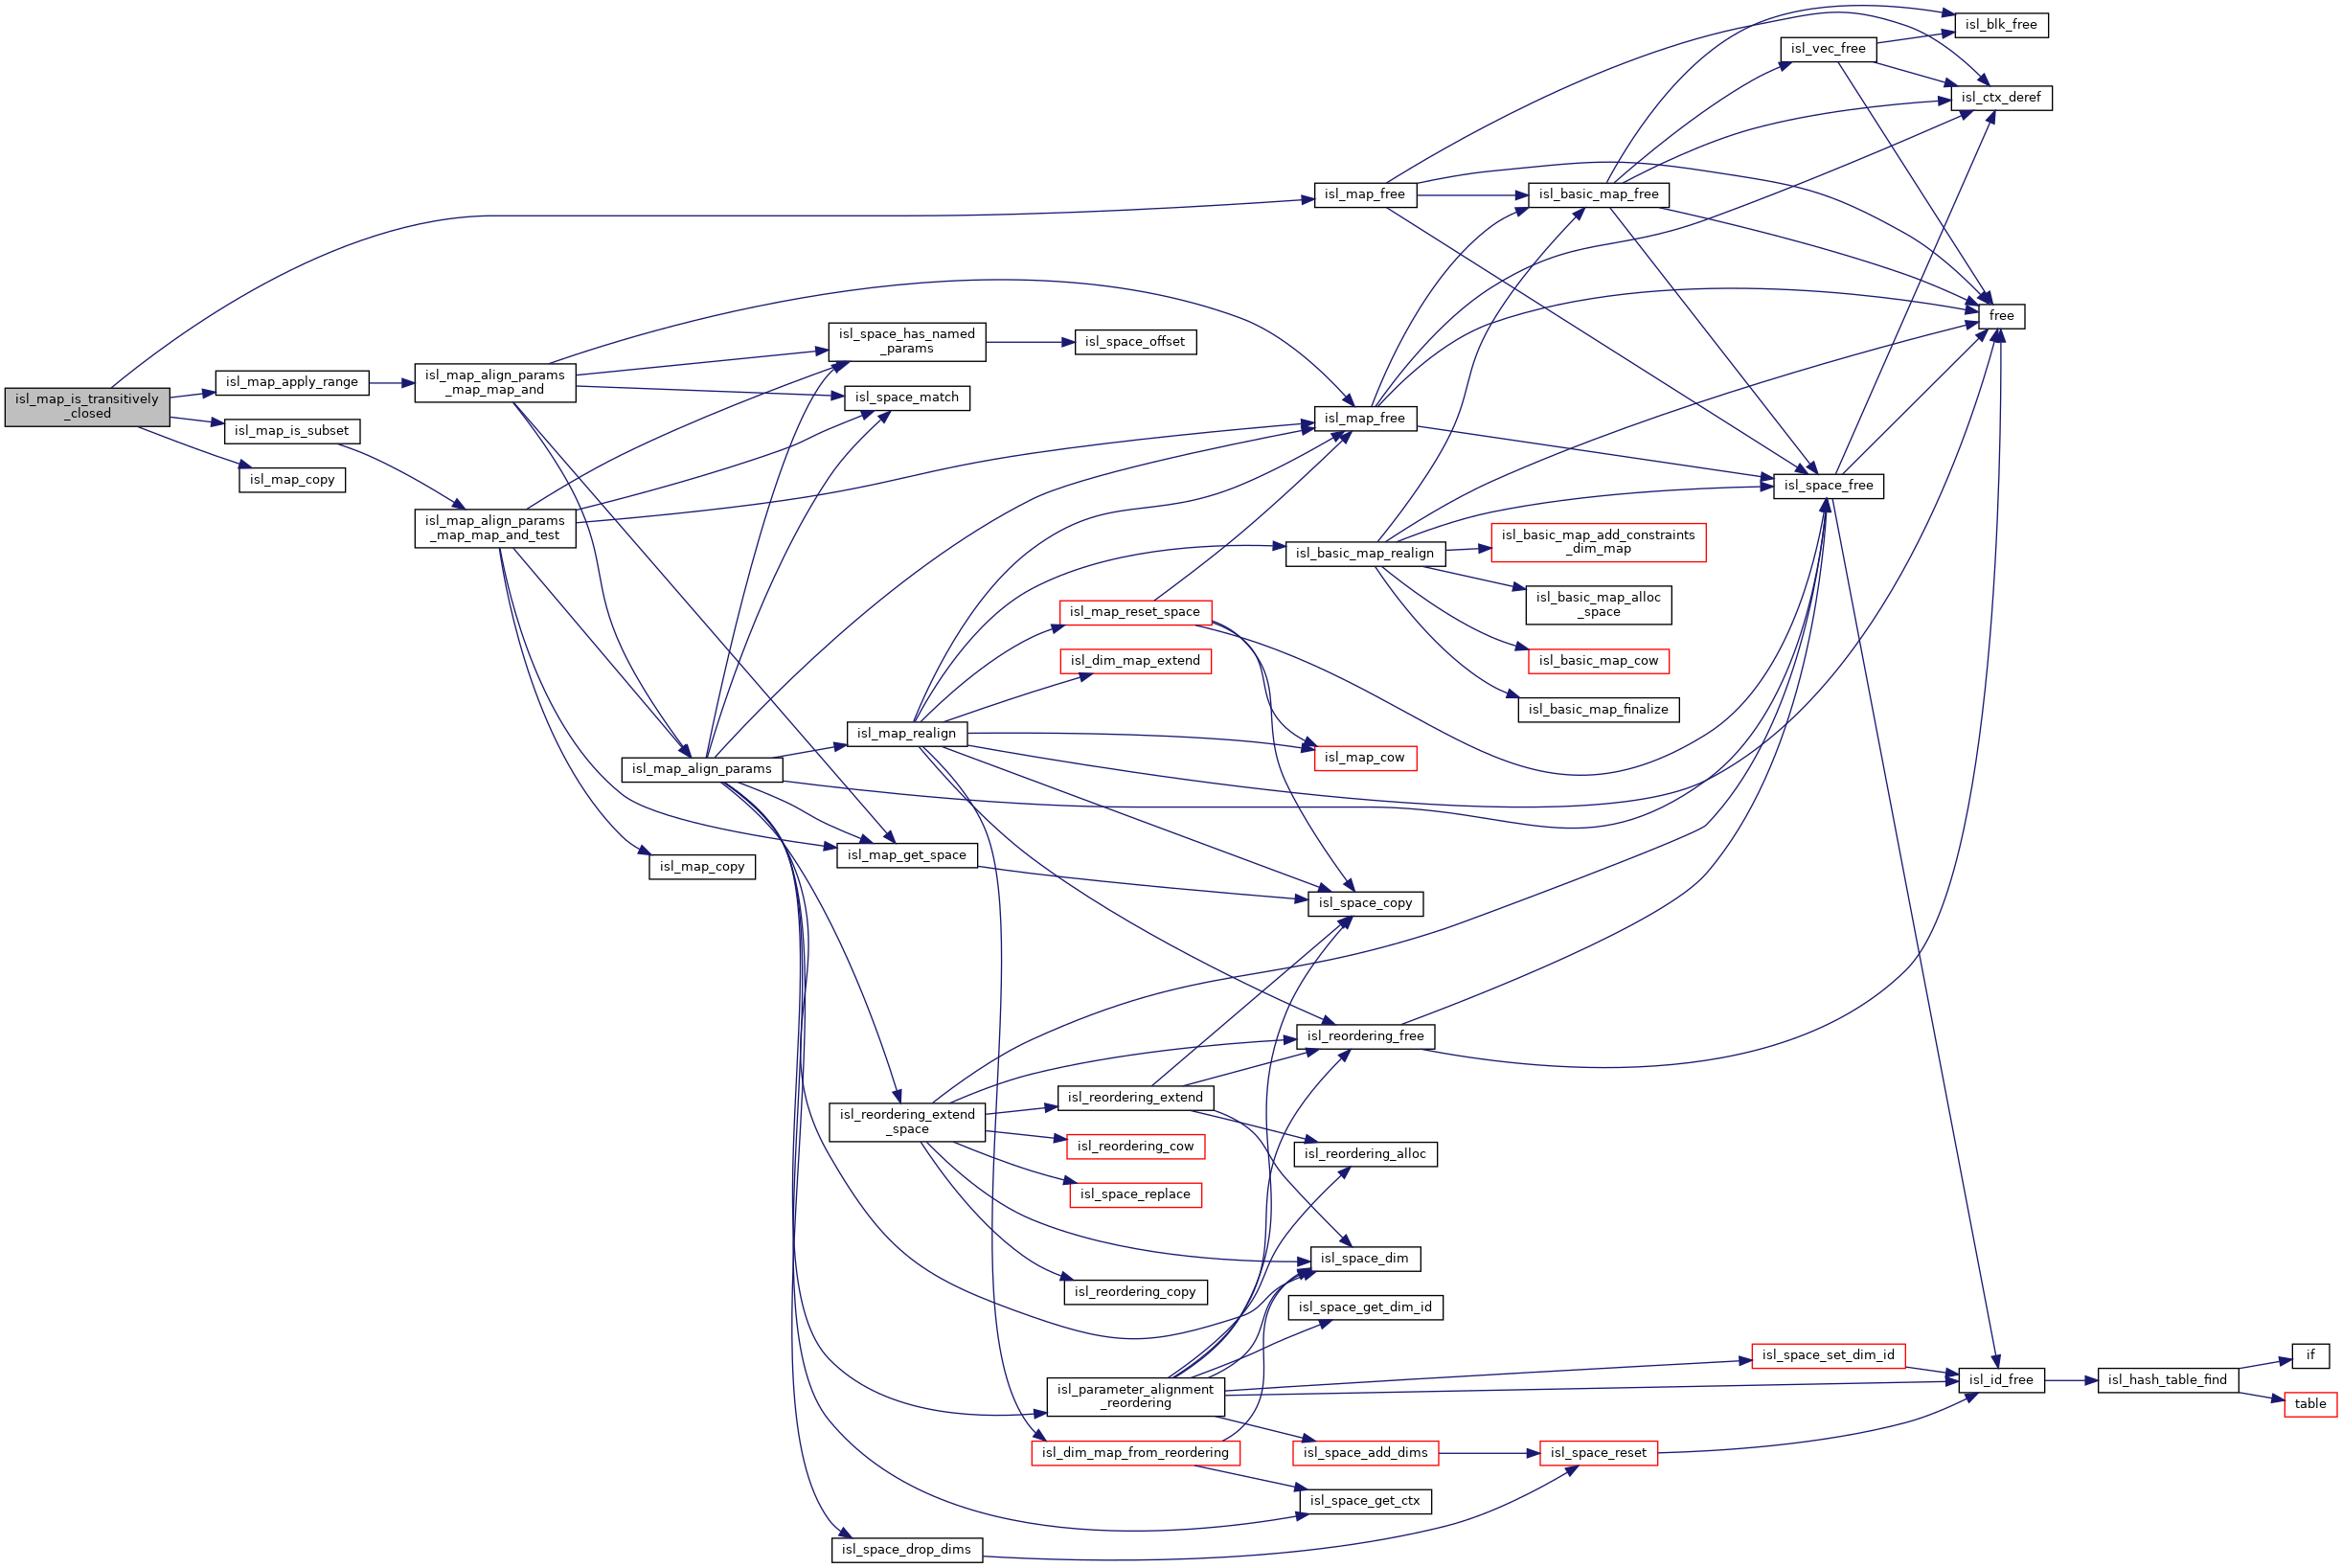 isl_map_is_transitively
_closed
isl_map_apply_range
isl_map_is_subset
isl_map_copy
isl_map_align_params
_map_map_and
isl_map_align_params
_map_map_and_test
isl_map_align_params
isl_map_copy
isl_space_has_named
_params
isl_space_match
isl_map_realign
isl_map_get_space
isl_reordering_extend
_space
isl_space_drop_dims
isl_space_offset
isl_map_reset_space
isl_dim_map_extend
isl_reordering_extend
isl_reordering_cow
isl_space_replace
isl_reordering_copy
isl_parameter_alignment
_reordering
isl_dim_map_from_reordering
isl_map_free
isl_map_free
isl_basic_map_realign
isl_map_cow
isl_space_copy
isl_reordering_free
isl_reordering_alloc
isl_space_dim
isl_space_get_dim_id
isl_space_add_dims
isl_space_get_ctx
isl_basic_map_free
isl_basic_map_add_constraints
_dim_map
isl_basic_map_alloc
_space
isl_basic_map_cow
isl_basic_map_finalize
isl_space_reset
isl_vec_free
isl_space_free
isl_space_set_dim_id
isl_blk_free
isl_ctx_deref
free
isl_id_free
isl_hash_table_find
if
table